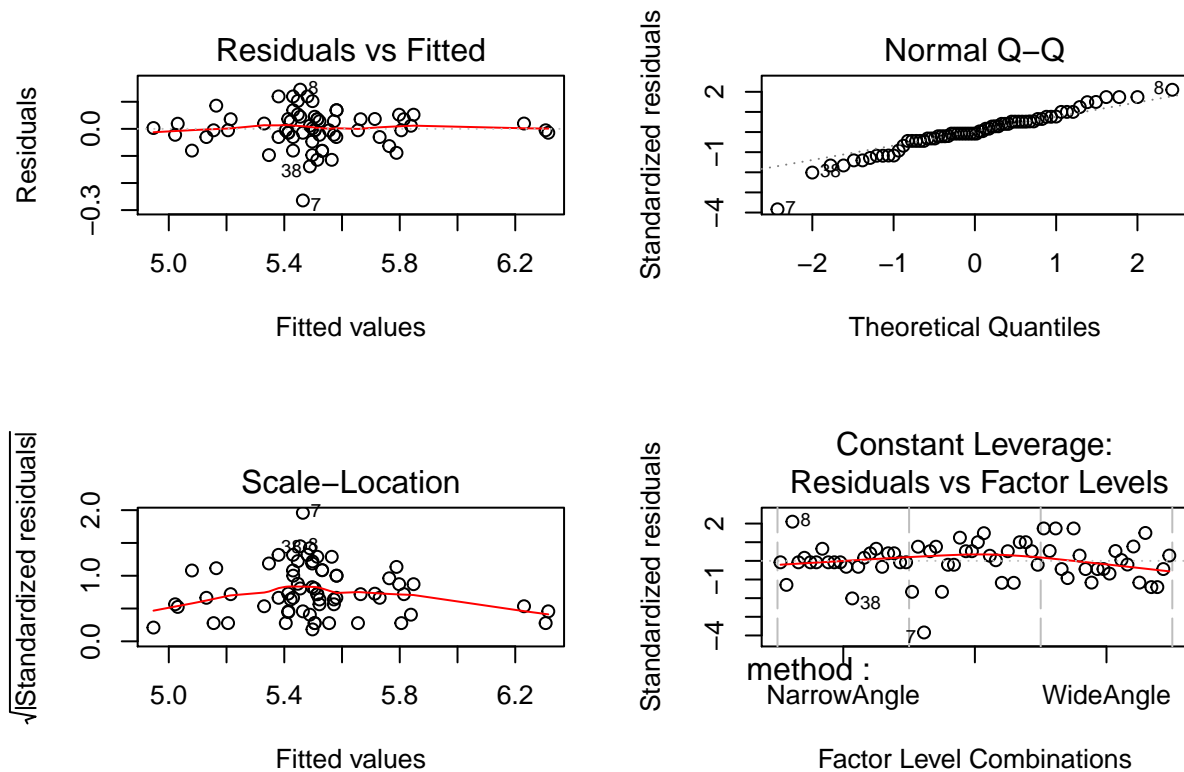 Residuals vs Fitted
Residuals
0.0
−0.3
8
38
7
5.0 5.4 5.8 6.2
Fitted values
Normal Q−Q
Standardized residuals
2
−1
−4
8
38
7
−2 −1 0 1 2
Theoretical Quantiles
Scale−Location
√|Standardized residuals|
2.0
1.0
0.0
7
38 8
5.0 5.4 5.8 6.2
Fitted values
Constant Leverage:
Residuals vs Factor Levels
Standardized residuals
2
−1
−4
8
38
7
method :
NarrowAngle WideAngle
Factor Level Combinations